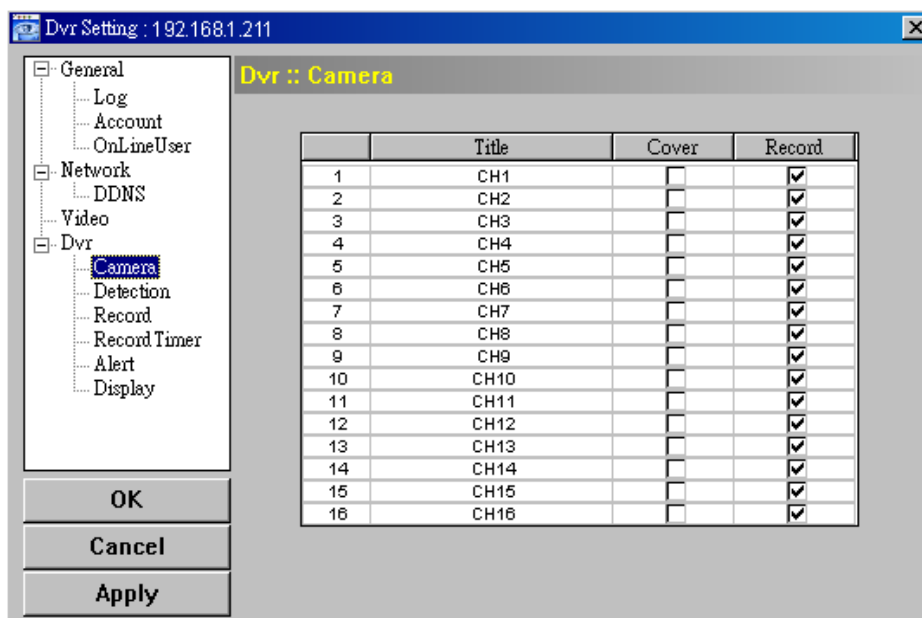 Dvr Setting : 192.168.1.211
General
Log
Account
OnLineUser
Network
DDNS
Video
Dvr
Camera
Detection
Record
Record Timer
Alert
Display
OK
Cancel
Apply
Dvr :: Camera
Title Cover Record
1 CH1
2 CH2
3 CH3
4 CH4
5 CH5
6 CH6
7 CH7
8 CH8
9 CH9
10 CH10
11 CH11
12 CH12
13 CH13
14 CH14
15 CH15
16 CH16